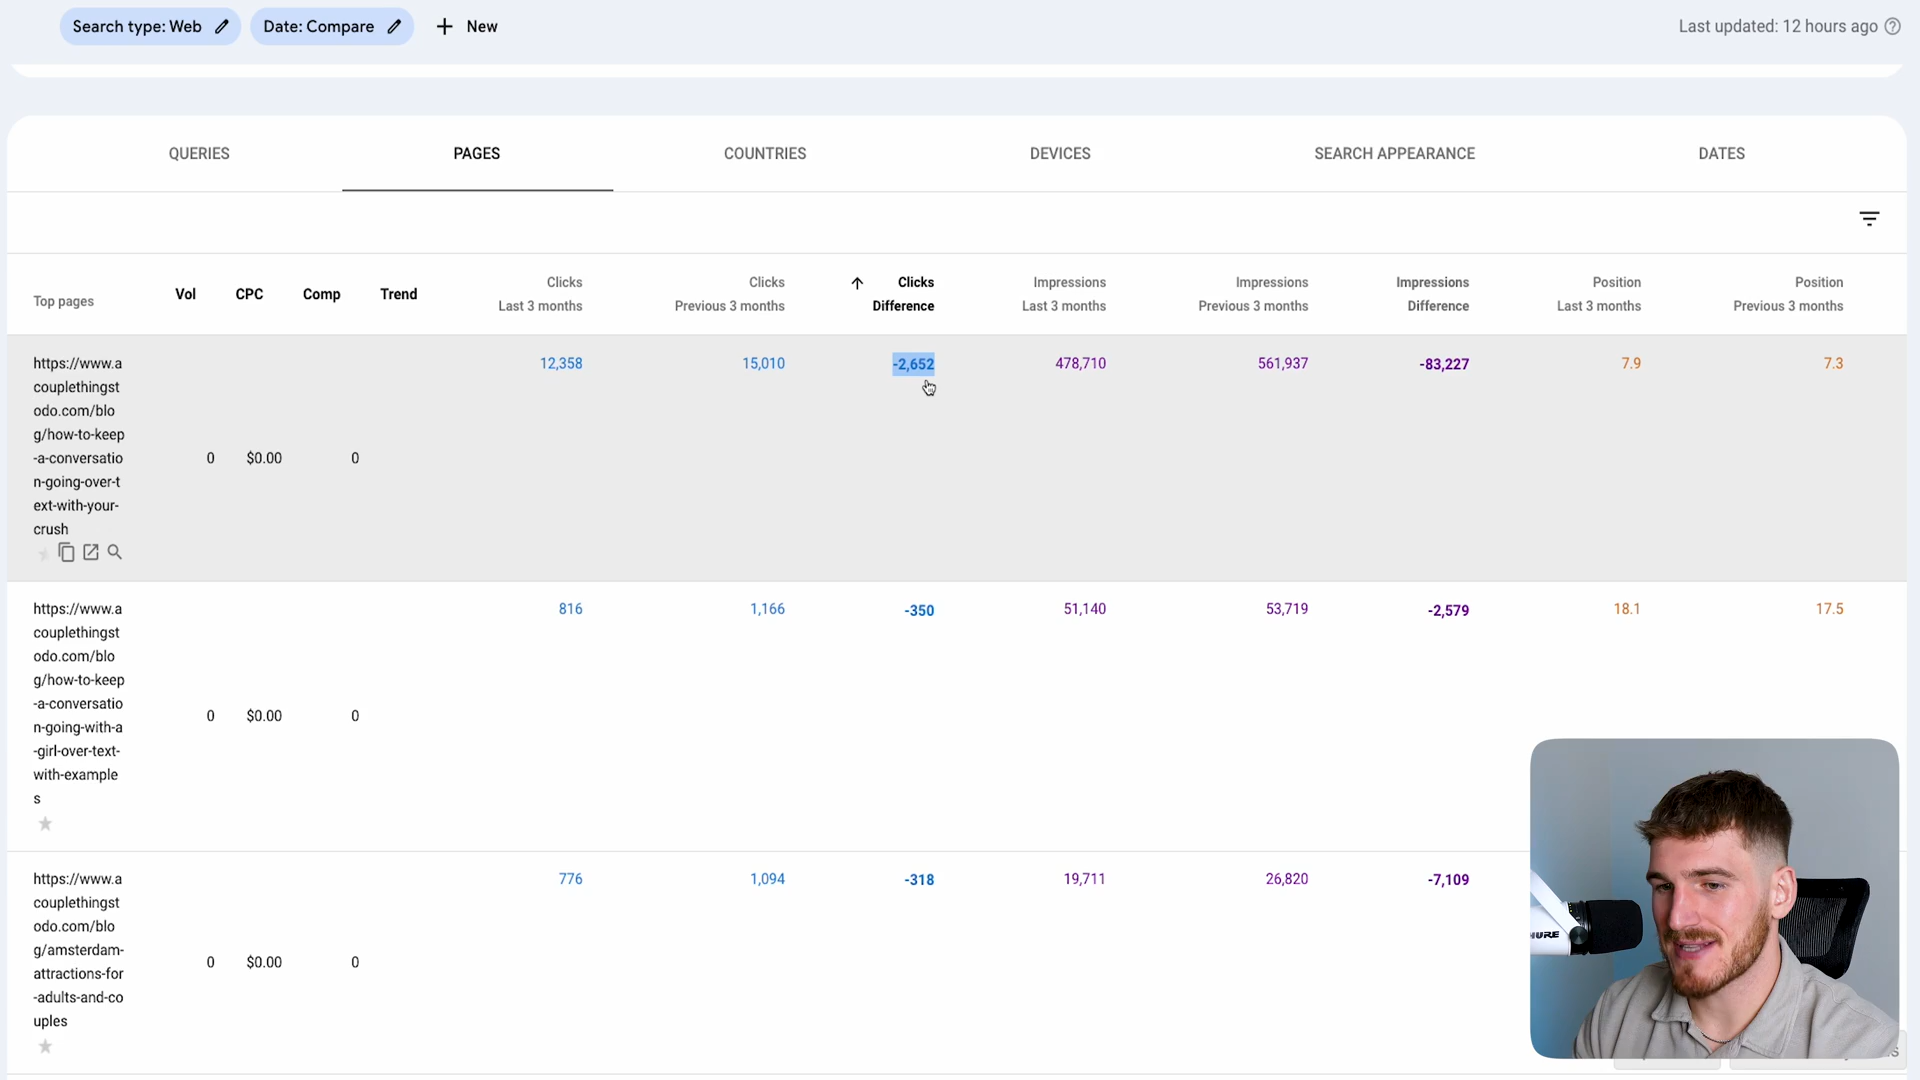 Search type: Web
Date: Compare
New
Last updated: 12 hours ago
QUERIES
PAGES
COUNTRIES
DEVICES
SEARCH APPEARANCE
DATES
Top pages
Vol
CPC
Comp
Trend
Clicks
Last 3 months
Clicks
Previous 3 months
Clicks
Difference
Impressions
Last 3 months
Impressions
Previous 3 months
Impressions
Difference
Position
Last 3 months
Position
Previous 3 months
https://www.a
couplethingst
odo.com/blo
g/how-to-keep
-a-conversatio
n-going-over-t
ext-with-your-
crush
0
$0.00
0
12,358
15,010
-2,652
478,710
561,937
-83,227
7.9
7.3
https://www.a
couplethingst
odo.com/blo
g/how-to-keep
-a-conversatio
n-going-with-a
-girl-over-text-
with-example
s
0
$0.00
0
816
1,166
-350
51,140
53,719
-2,579
18.1
17.5
https://www.a
couplethingst
odo.com/blo
g/amsterdam-
attractions-for
-adults-and-co
uples
0
$0.00
0
776
1,094
-318
19,711
26,820
-7,109